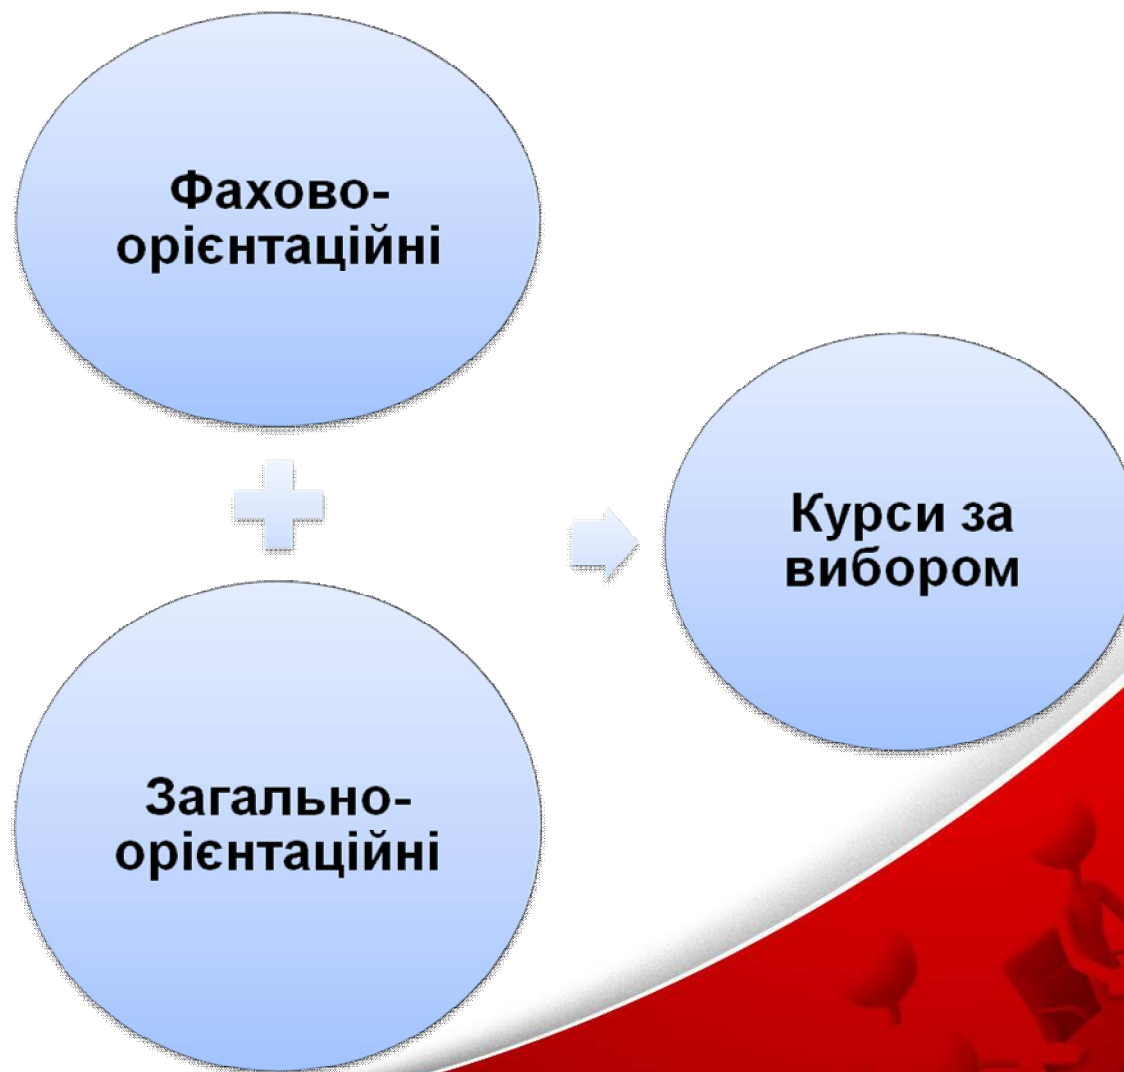 Фахово-
орієнтаційні
Курси за
вибором
Загально-
орієнтаційні